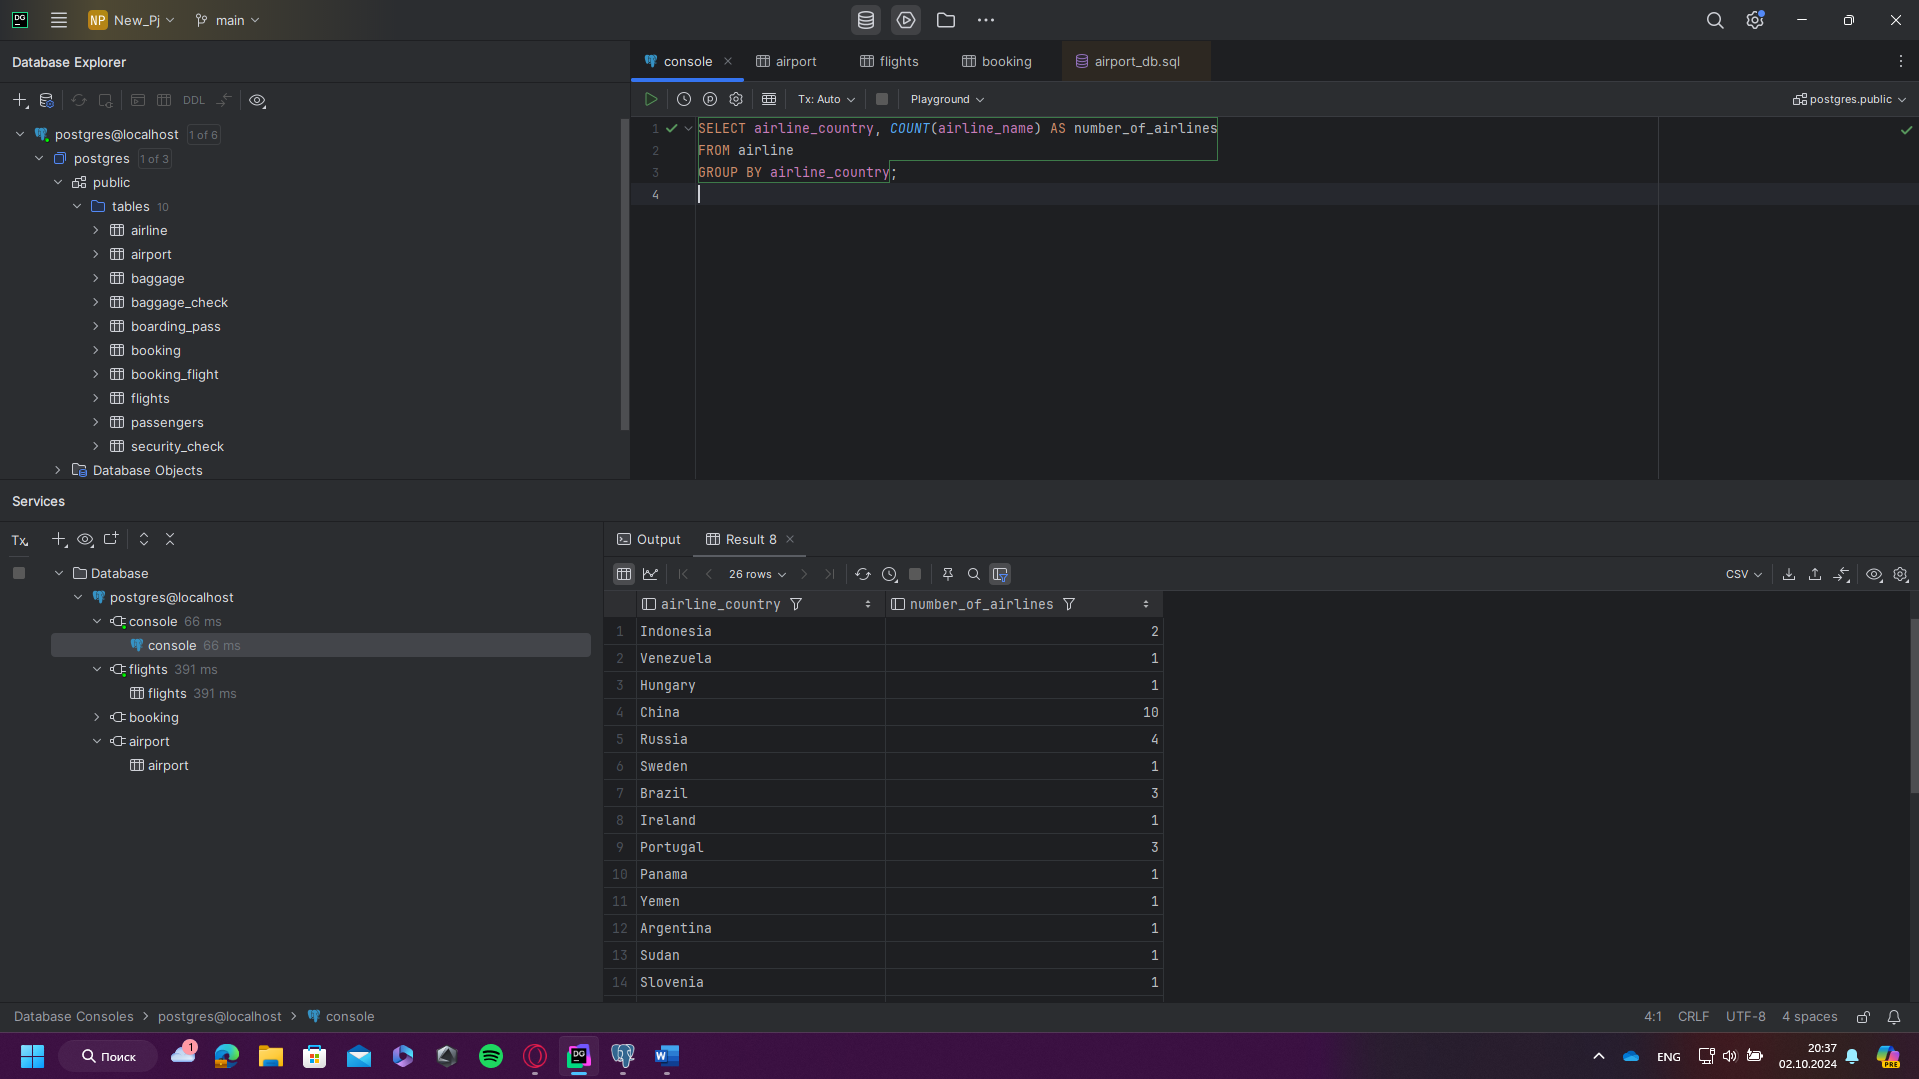 NP New_Pj main
Database Explorer
console
airport
flights
booking
airport_db.sql
DDL
Tx: Auto
Playground
postgres.public
postgres@localhost 1 of 6
postgres 1 of 3
public
tables 10
airline
airport
baggage
baggage_check
boarding_pass
booking
booking_flight
flights
passengers
security_check
Database Objects
1 SELECT airline_country, COUNT(airline_name) AS number_of_airlines
2 FROM airline
3 GROUP BY airline_country;
4
Services
Tx
Database
postgres@localhost
console 66 ms
console 66 ms
flights 391 ms
flights 391 ms
booking
airport
airport
Output
Result 8
26 rows
CSV
airline_country number_of_airlines
1 Indonesia 2
2 Venezuela 1
3 Hungary 1
4 China 10
5 Russia 4
6 Sweden 1
7 Brazil 3
8 Ireland 1
9 Portugal 3
10 Panama 1
11 Yemen 1
12 Argentina 1
13 Sudan 1
14 Slovenia 1
Database Consoles > postgres@localhost > console
4:1 CRLF UTF-8 4 spaces
Поиск
1
ENG
20:37
02.10.2024